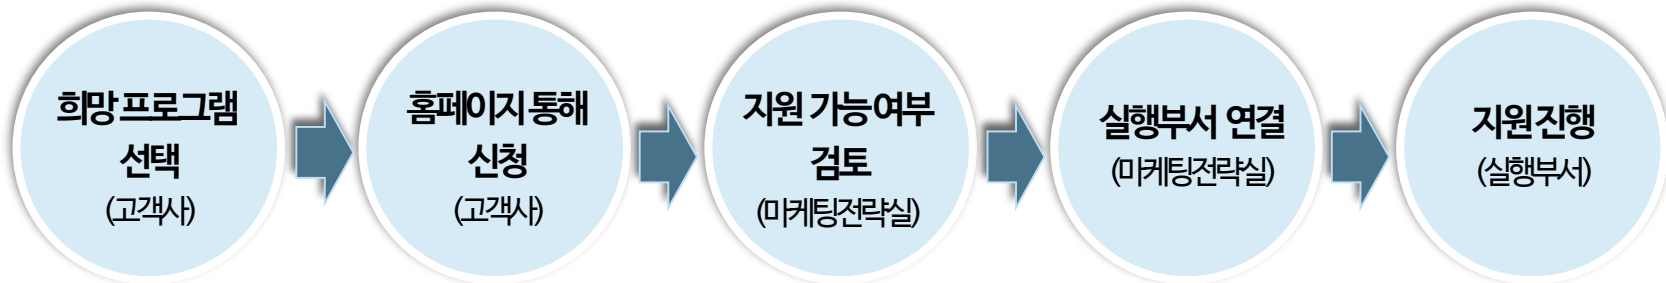 희망 프로그램
선택
(고객사)
홈페이지 통해
신청
(고객사)
지원 가능 여부
검토
(마케팅전략실)
실행부서 연결
(마케팅전략실)
지원 진행
(실행부서)